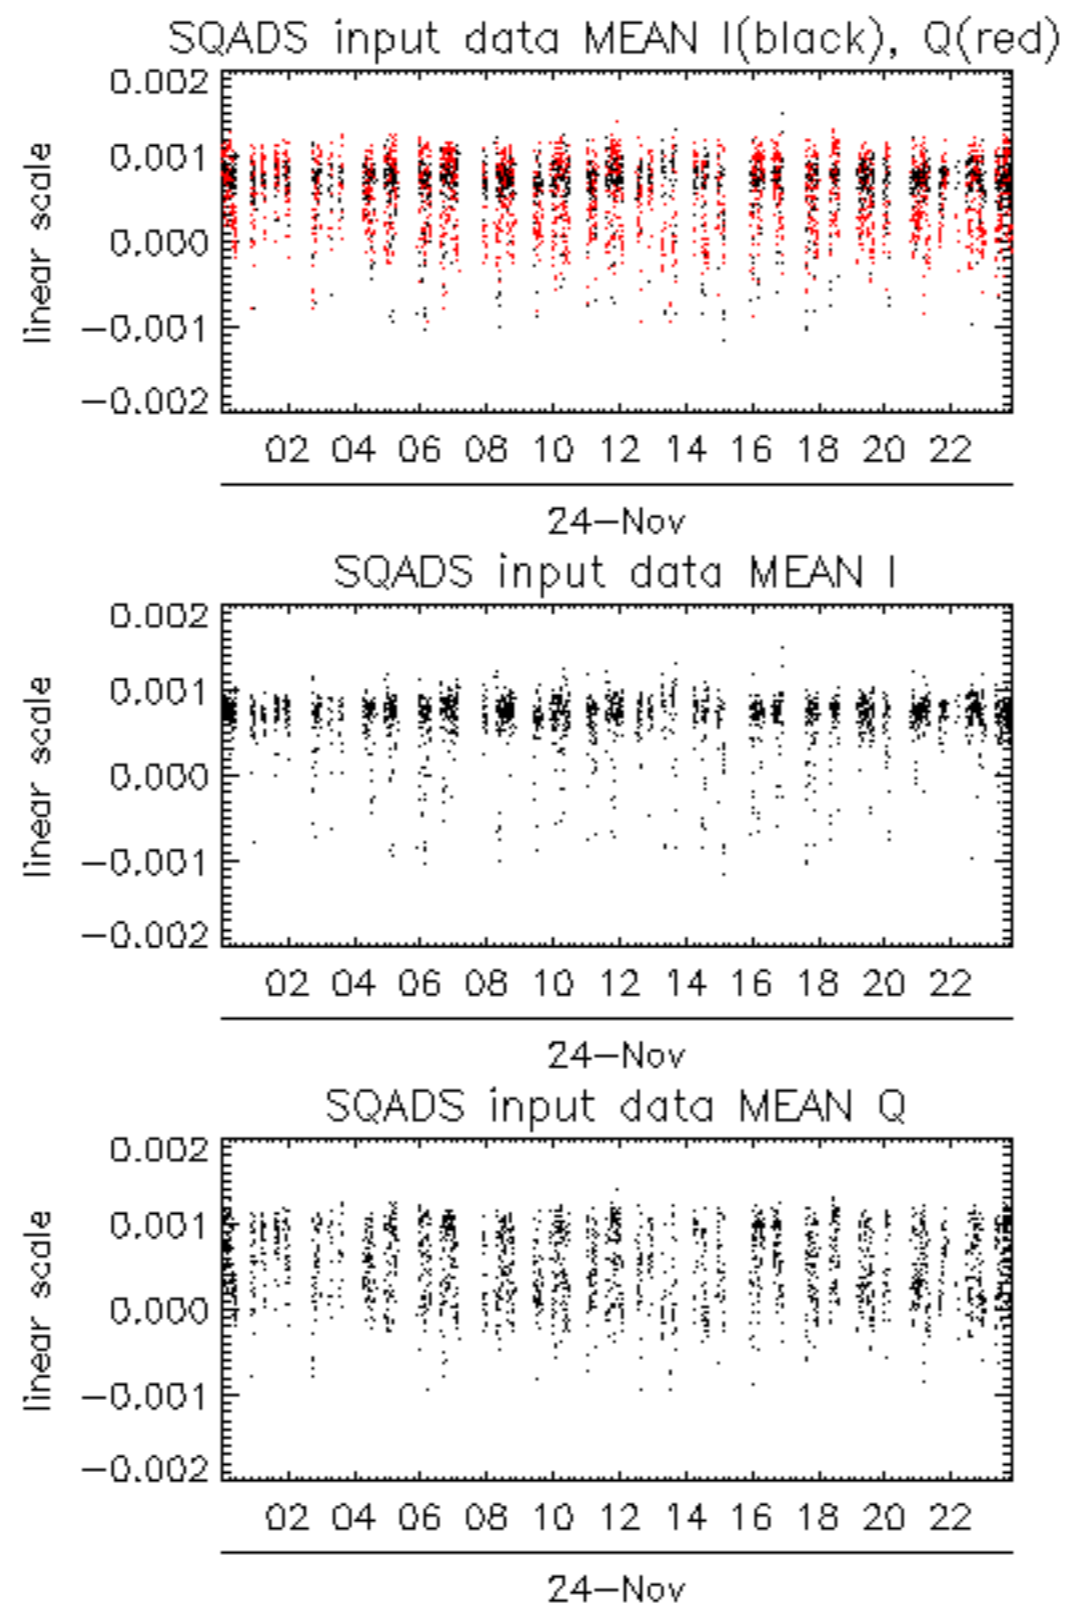 SQADS input data MEAN I(black), Q(red)
0.002
0.001
0.000
−0.001
−0.002
linear scale
02 04 06 08 10 12 14 16 18 20 22
24−Nov
SQADS input data MEAN I
0.002
0.001
0.000
−0.001
−0.002
linear scale
02 04 06 08 10 12 14 16 18 20 22
24−Nov
SQADS input data MEAN Q
0.002
0.001
0.000
−0.001
−0.002
linear scale
02 04 06 08 10 12 14 16 18 20 22
24−Nov